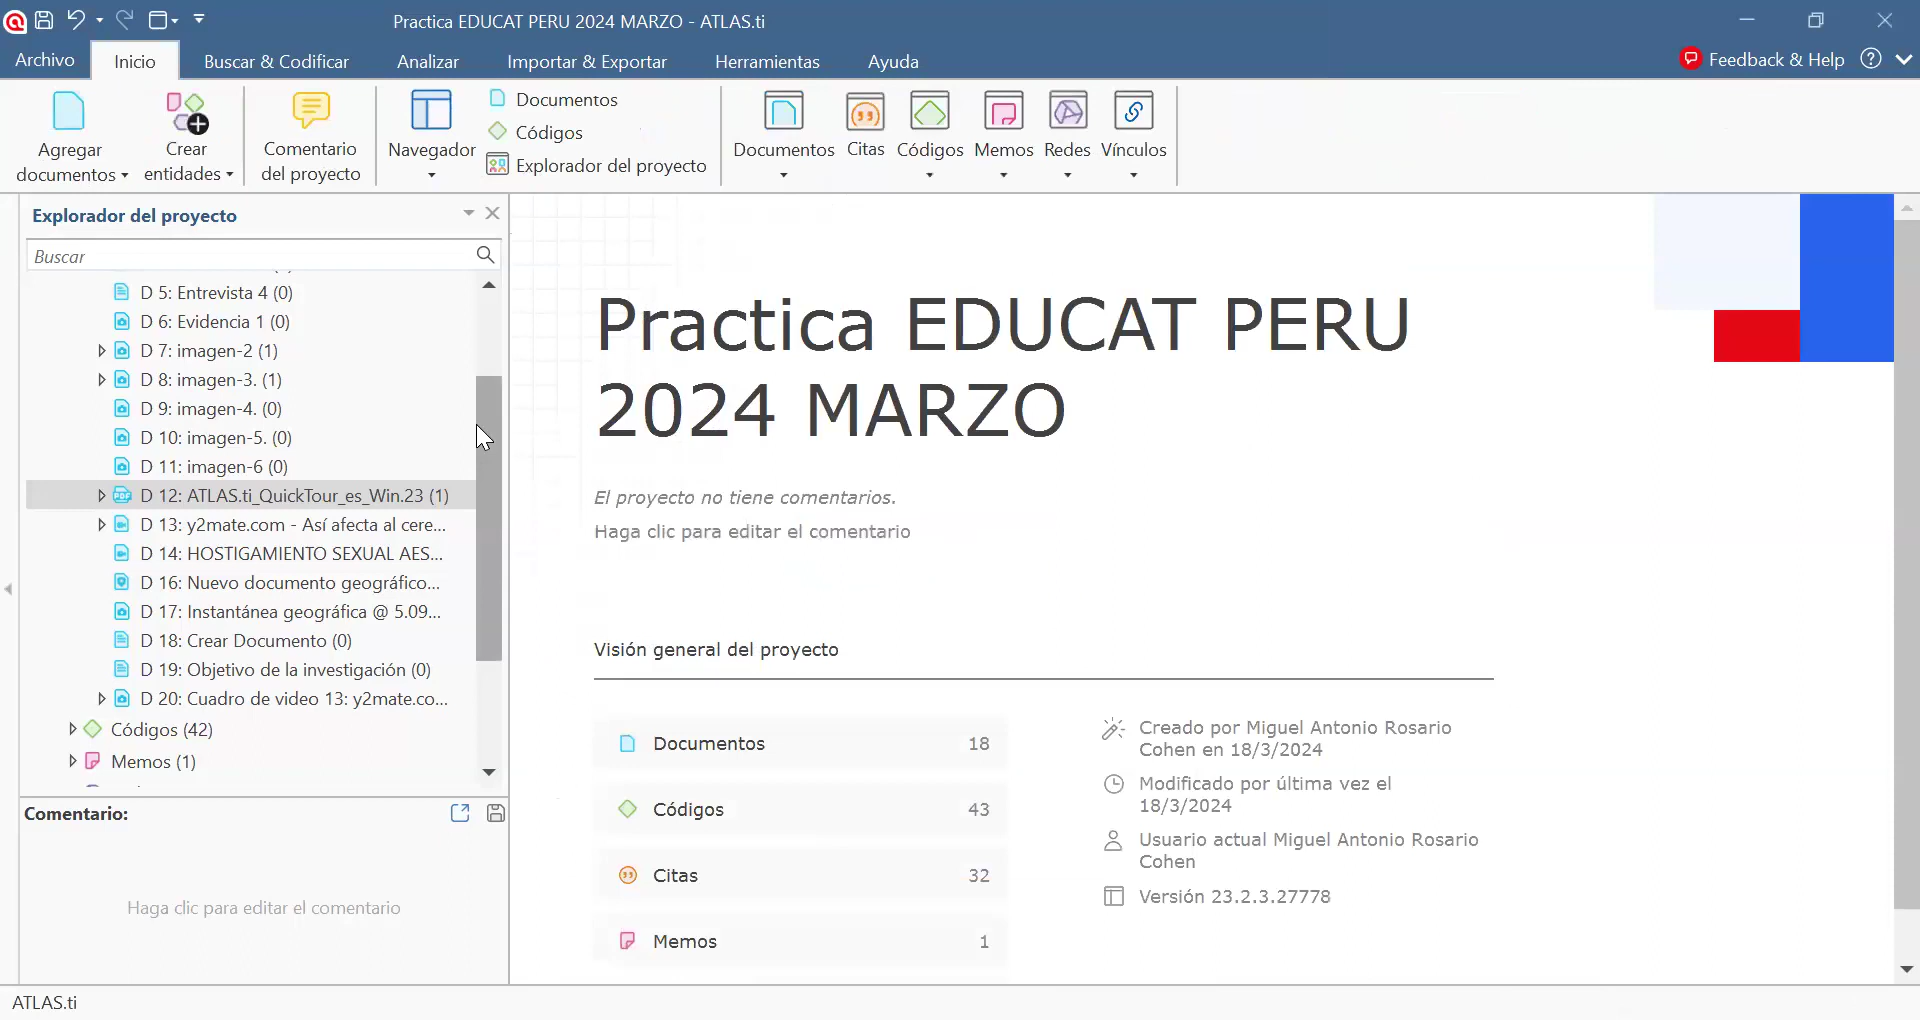 Practica EDUCAT PERU 2024 MARZO - ATLAS.ti
Archivo
Inicio
Buscar & Codificar
Analizar
Importar & Exportar
Herramientas
Ayuda
Feedback & Help
Agregar
documentos
Crear
entidades
Comentario
del proyecto
Navegador
Documentos
Códigos
Explorador del proyecto
Documentos
Citas
Códigos
Memos
Redes
Vínculos
Explorador del proyecto
Buscar
D 5: Entrevista 4 (0)
D 6: Evidencia 1 (0)
D 7: imagen-2 (1)
D 8: imagen-3. (1)
D 9: imagen-4. (0)
D 10: imagen-5. (0)
D 11: imagen-6 (0)
D 12: ATLAS.ti_QuickTour_es_Win.23 (1)
D 13: y2mate.com - Así afecta al cere...
D 14: HOSTIGAMIENTO SEXUAL AES...
D 16: Nuevo documento geográfico...
D 17: Instantánea geográfica @ 5.09...
D 18: Crear Documento (0)
D 19: Objetivo de la investigación (0)
D 20: Cuadro de video 13: y2mate.co...
Códigos (42)
Memos (1)
Comentario:
Haga clic para editar el comentario
Practica EDUCAT PERU
2024 MARZO
El proyecto no tiene comentarios.
Haga clic para editar el comentario
Visión general del proyecto
Documentos 18
Códigos 43
Citas 32
Memos 1
Creado por Miguel Antonio Rosario
Cohen en 18/3/2024
Modificado por última vez el
18/3/2024
Usuario actual Miguel Antonio Rosario
Cohen
Versión 23.2.3.27778
ATLAS.ti